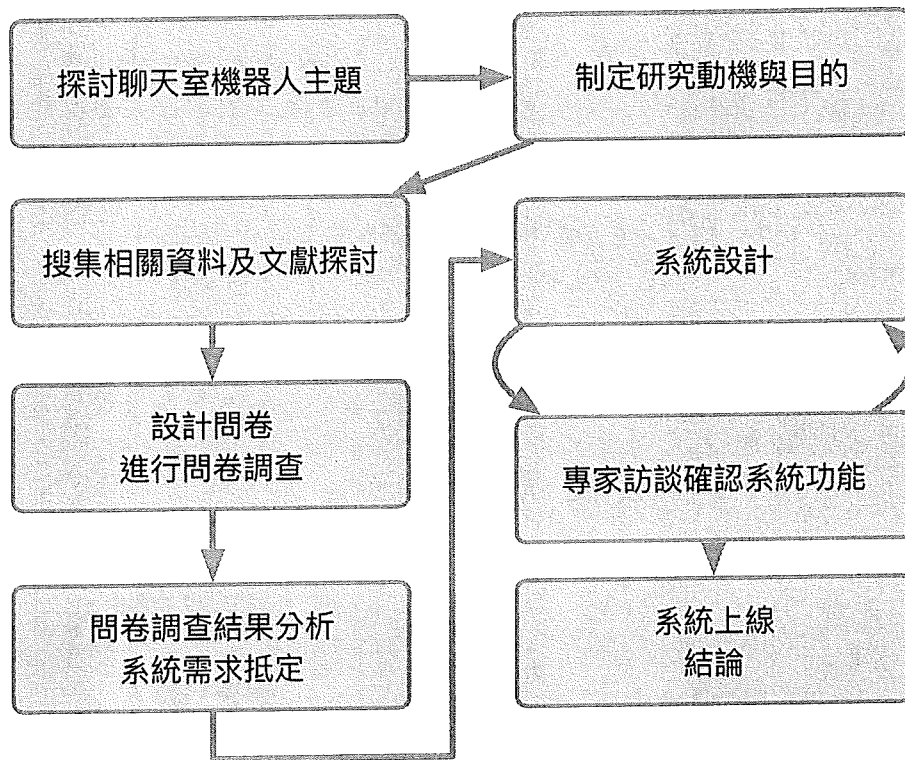 探討聊天室機器人主題
制定研究動機與目的
搜集相關資料及文獻探討
設計問卷
進行問卷調查
問卷調查結果分析
系統需求抵定
系統設計
專家訪談確認系統功能
系統上線
結論